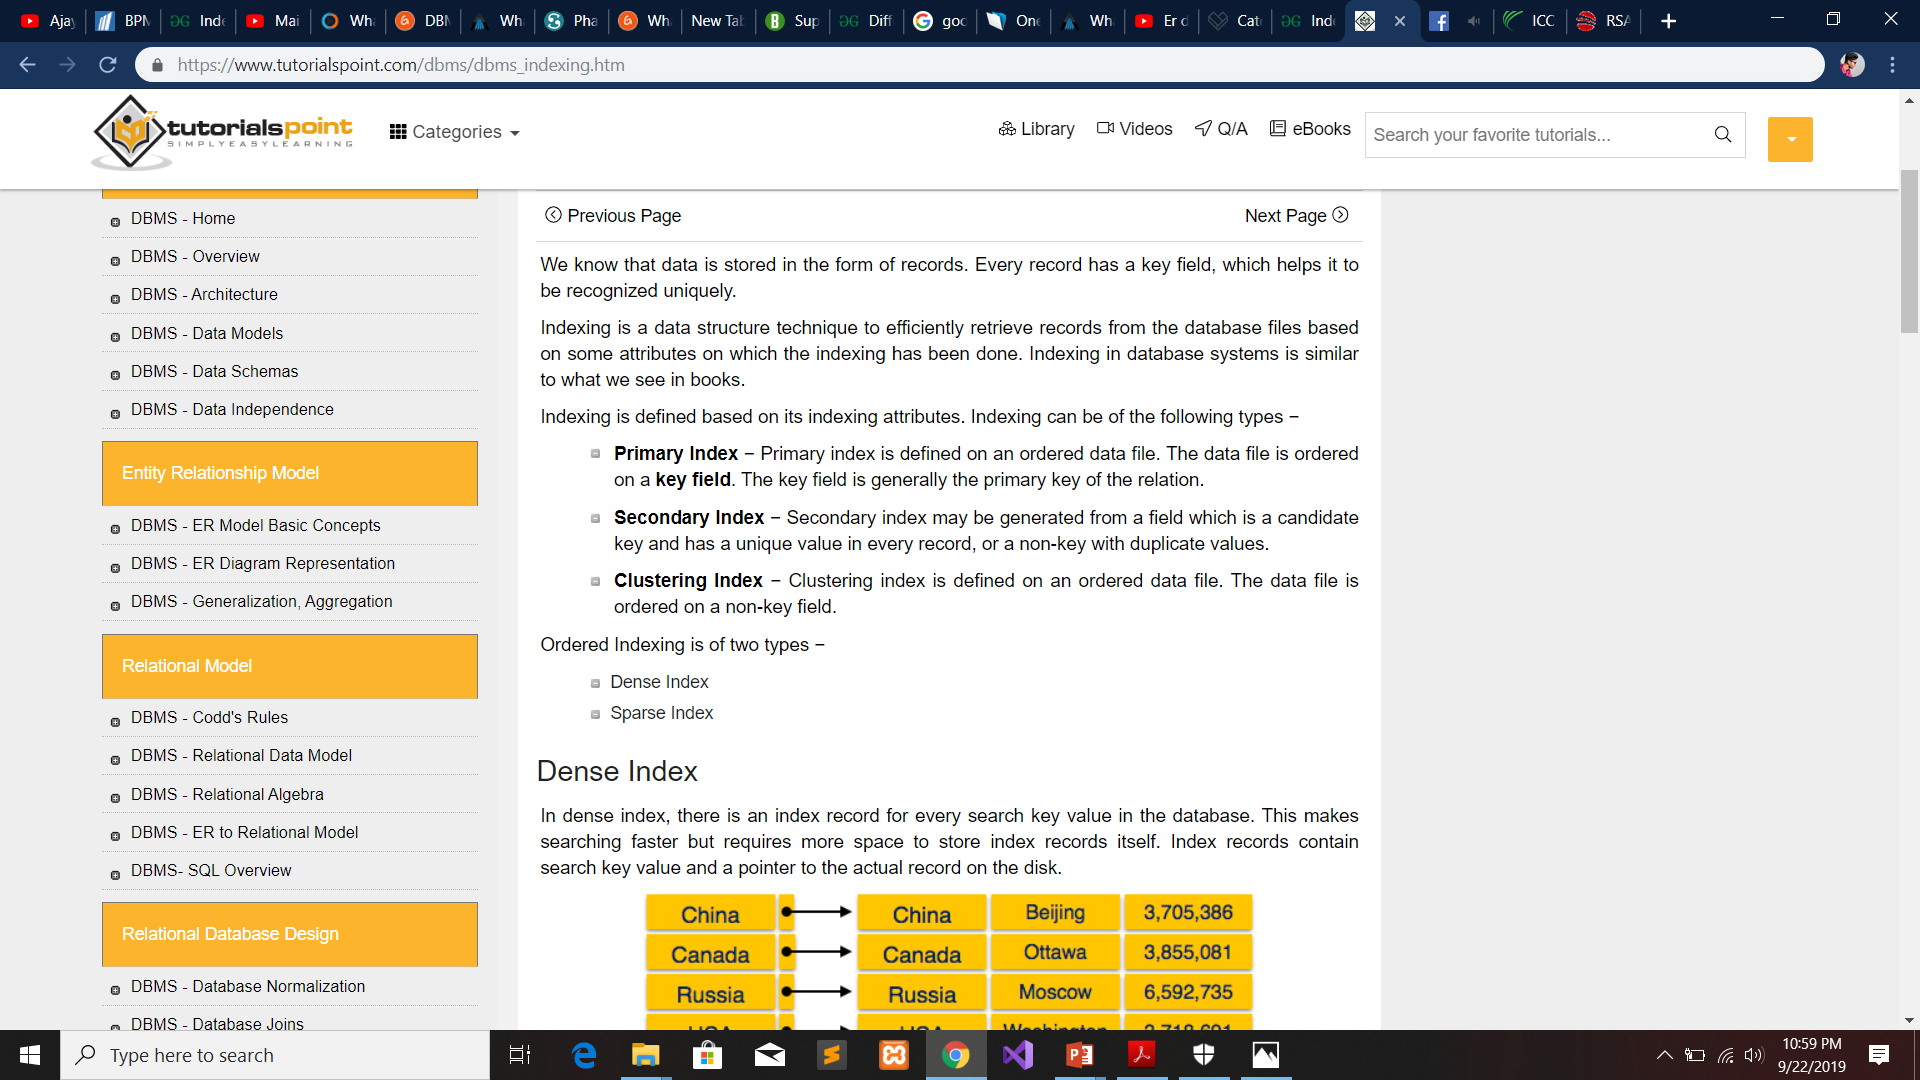 Aja
BPM
Inde
Mai
Wha
DBM
Wha
Pha
Wh
New Tab
Sup
Diff
goo
One
Wha
Er d
Cat
Inde
ICC
RSA
https://www.tutorialspoint.com/dbms/dbms_indexing.htm
tutorialspoint
SIMPLYEASYLEARNING
Categories
Library
Videos
Q/A
eBooks
Search your favorite tutorials...
DBMS - Home
DBMS - Overview
DBMS - Architecture
DBMS - Data Models
DBMS - Data Schemas
DBMS - Data Independence
Entity Relationship Model
DBMS - ER Model Basic Concepts
DBMS - ER Diagram Representation
DBMS - Generalization, Aggregation
Relational Model
DBMS - Codd's Rules
DBMS - Relational Data Model
DBMS - Relational Algebra
DBMS - ER to Relational Model
DBMS- SQL Overview
Relational Database Design
DBMS - Database Normalization
DBMS - Database Joins
Previous Page
Next Page
We know that data is stored in the form of records. Every record has a key field, which helps it to
be recognized uniquely.
Indexing is a data structure technique to efficiently retrieve records from the database files based
on some attributes on which the indexing has been done. Indexing in database systems is similar
to what we see in books.
Indexing is defined based on its indexing attributes. Indexing can be of the following types −
Primary Index − Primary index is defined on an ordered data file. The data file is ordered
on a key field. The key field is generally the primary key of the relation.
Secondary Index − Secondary index may be generated from a field which is a candidate
key and has a unique value in every record, or a non-key with duplicate values.
Clustering Index − Clustering index is defined on an ordered data file. The data file is
ordered on a non-key field.
Ordered Indexing is of two types −
Dense Index
Sparse Index
Dense Index
In dense index, there is an index record for every search key value in the database. This makes
searching faster but requires more space to store index records itself. Index records contain
search key value and a pointer to the actual record on the disk.
China China Beijing 3,705,386
Canada Canada Ottawa 3,855,081
Russia Russia Moscow 6,592,735
USA USA Washington 3,718,691
Type here to search
10:59 PM
9/22/2019